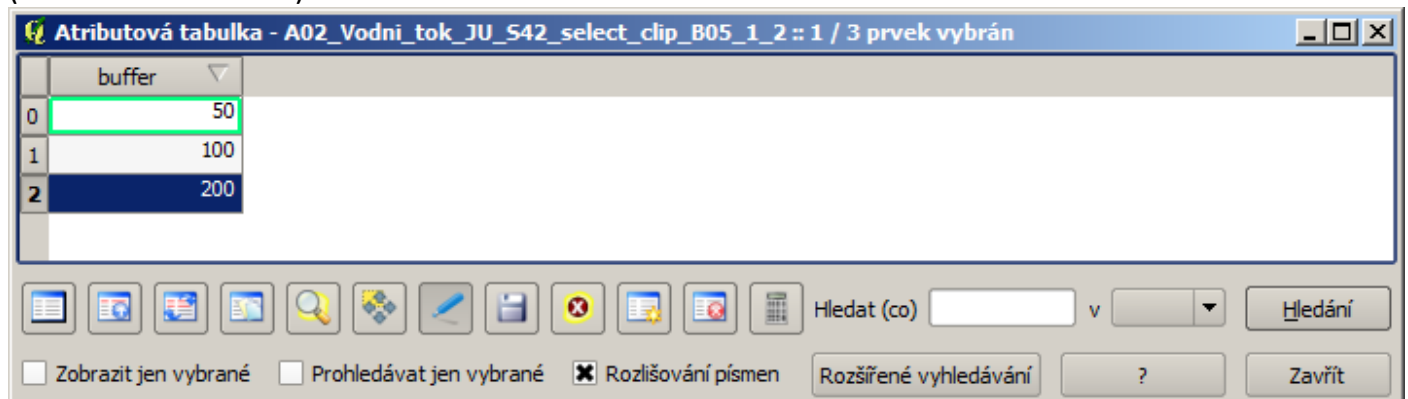 Atributová tabulka - A02_Vodni_tok_JU_S42_select_clip_B05_1_2 :: 1 / 3 prvek vybrán
buffer
0 50
1 100
2 200
Hledat (co) v Hledání
Zobrazit jen vybrané Prohledávat jen vybrané Rozlišování písmen Rozšířené vyhledávání ? Zavřít